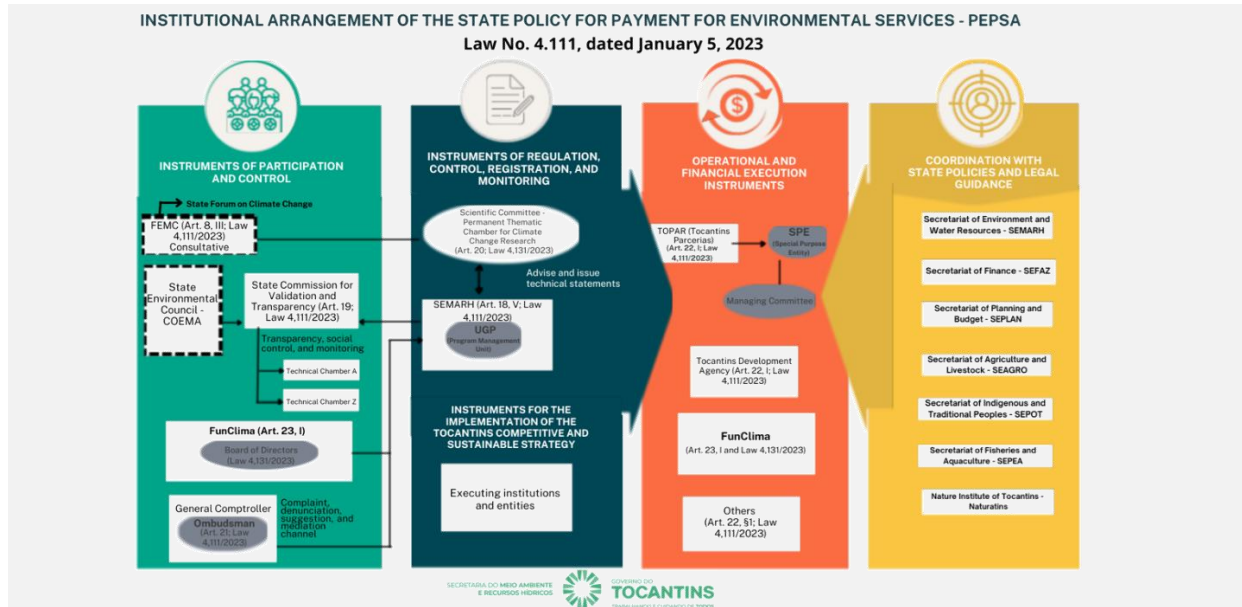 INSTITUTIONAL ARRANGEMENT OF THE STATE POLICY FOR PAYMENT FOR ENVIRONMENTAL SERVICES - PEPSA
Law No. 4.111, dated January 5, 2023
INSTRUMENTS OF PARTICIPATION
AND CONTROL
State Forum on Climate Change
FEMC (Art. 8, III; Law
4,111/2023)
Consultative
State
Environmental
Council -
COEMA
State Commission for
Validation and
Transparency (Art. 19;
Law 4,111/2023)
Transparency, social
control, and monitoring
Technical Chamber A
Technical Chamber Z
FunClima (Art. 23, I)
Board of Directors
(Law 4,131/2023)
General Comptroller
Ombudsman
(Art. 21; Law
4,111/2023)
Complaint,
denunciation,
suggestion, and
mediation
channel
INSTRUMENTS OF REGULATION,
CONTROL, REGISTRATION, AND
MONITORING
Scientific Committee -
Permanent Thematic
Chamber for Climate
Change Research
(Art. 20; Law 4,131/2023)
Advise and issue
technical statements
SEMARH (Art. 18, V; Law
4,111/2023)
UGP
(Program Management
Unit)
INSTRUMENTS FOR THE
IMPLEMENTATION OF THE
TOCANTINS COMPETITIVE AND
SUSTAINABLE STRATEGY
Executing institutions
and entities
OPERATIONAL AND
FINANCIAL EXECUTION
INSTRUMENTS
TOPAR (Tocantins
Parcerias)
(Art. 22, I; Law
4,111/2023)
SPE
(Special Purpose
Entity)
Managing Committee
Tocantins Development
Agency (Art. 22, I; Law
4,111/2023)
FunClima
(Art. 23, I and Law 4,131/2023)
Others
(Art. 22, §1; Law
4,111/2023)
COORDINATION WITH
STATE POLICIES AND LEGAL
GUIDANCE
Secretariat of Environment and
Water Resources - SEMARH
Secretariat of Finance - SEFAZ
Secretariat of Planning and
Budget - SEPLAN
Secretariat of Agriculture and
Livestock - SEAGRO
Secretariat of Indigenous and
Traditional Peoples - SEPOT
Secretariat of Fisheries and
Aquaculture - SEPEA
Nature Institute of Tocantins -
Naturatins
SECRETARIA DO MEIO AMBIENTE
E RECURSOS HÍDRICOS
GOVERNO DO
TOCANTINS